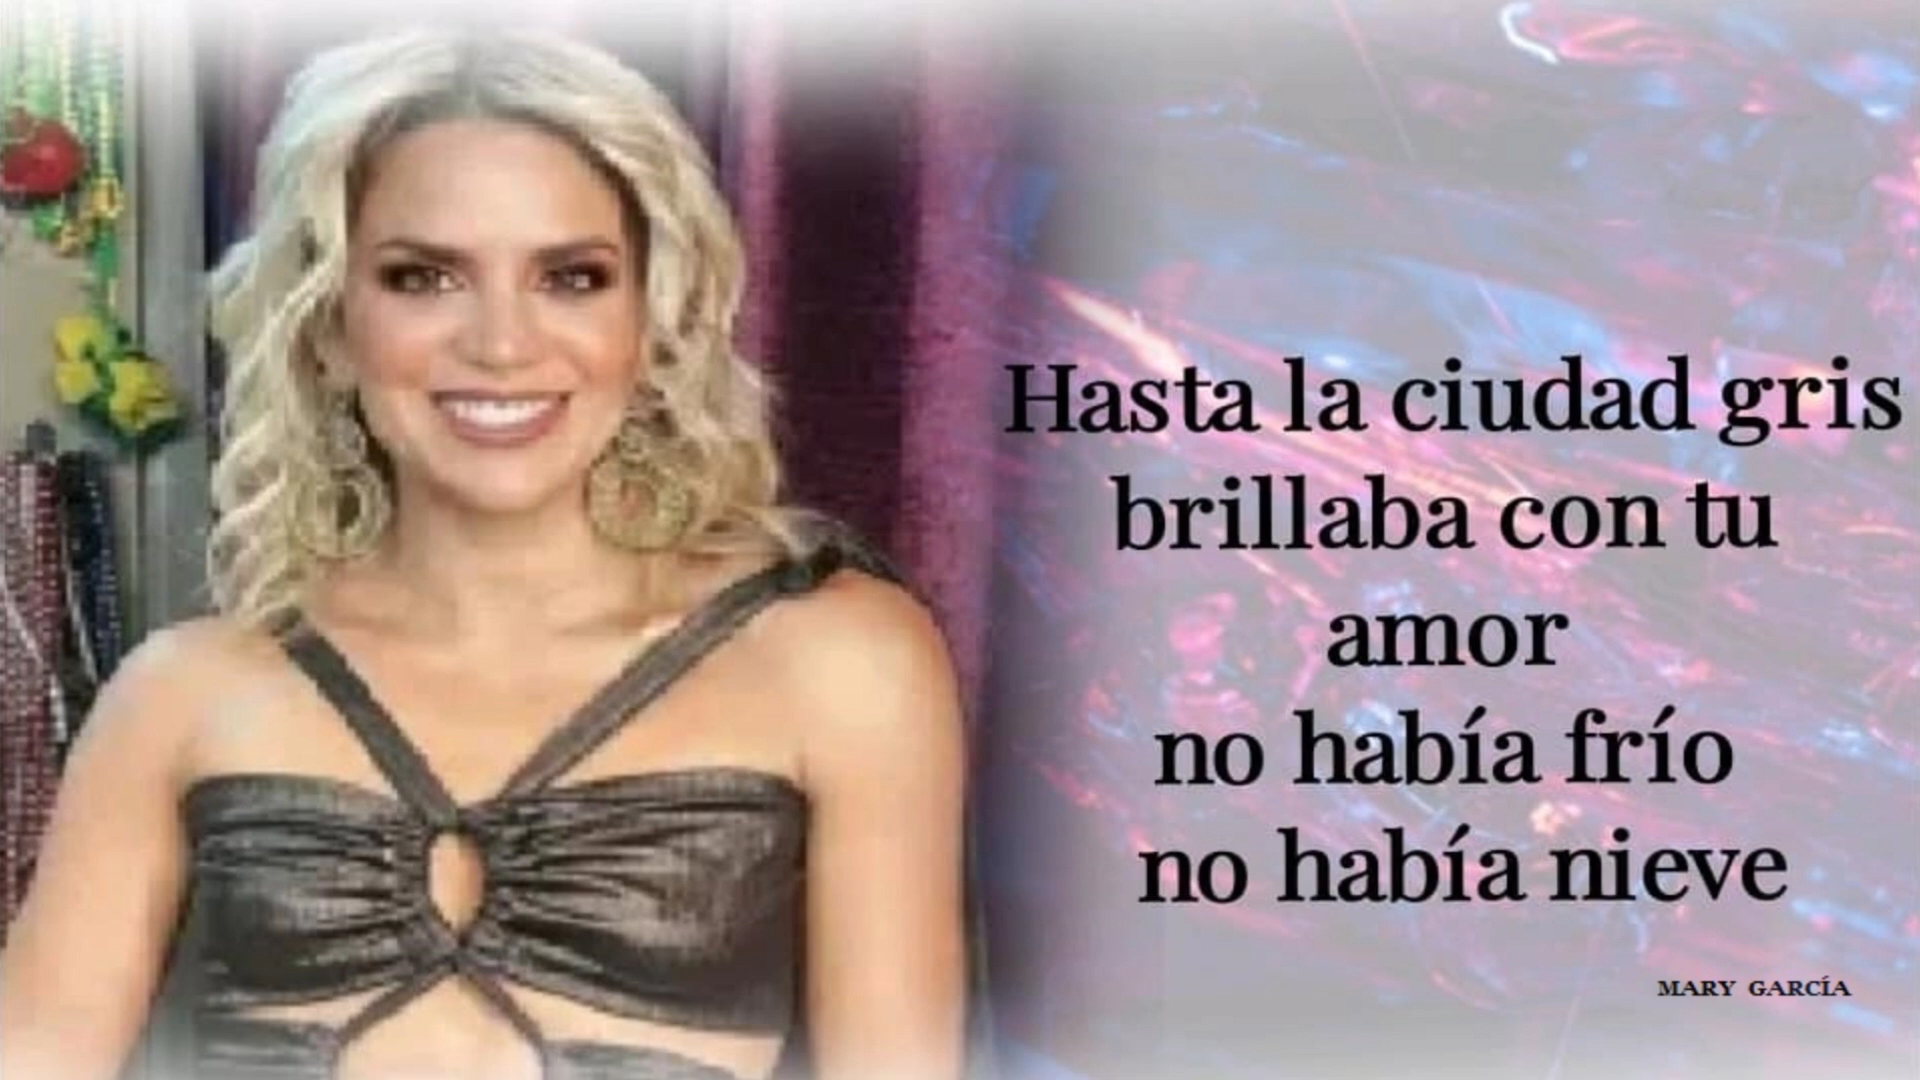 Hasta la ciudad gris
brillaba con tu
amor
no había frío
no había nieve
MARY GARCÍA